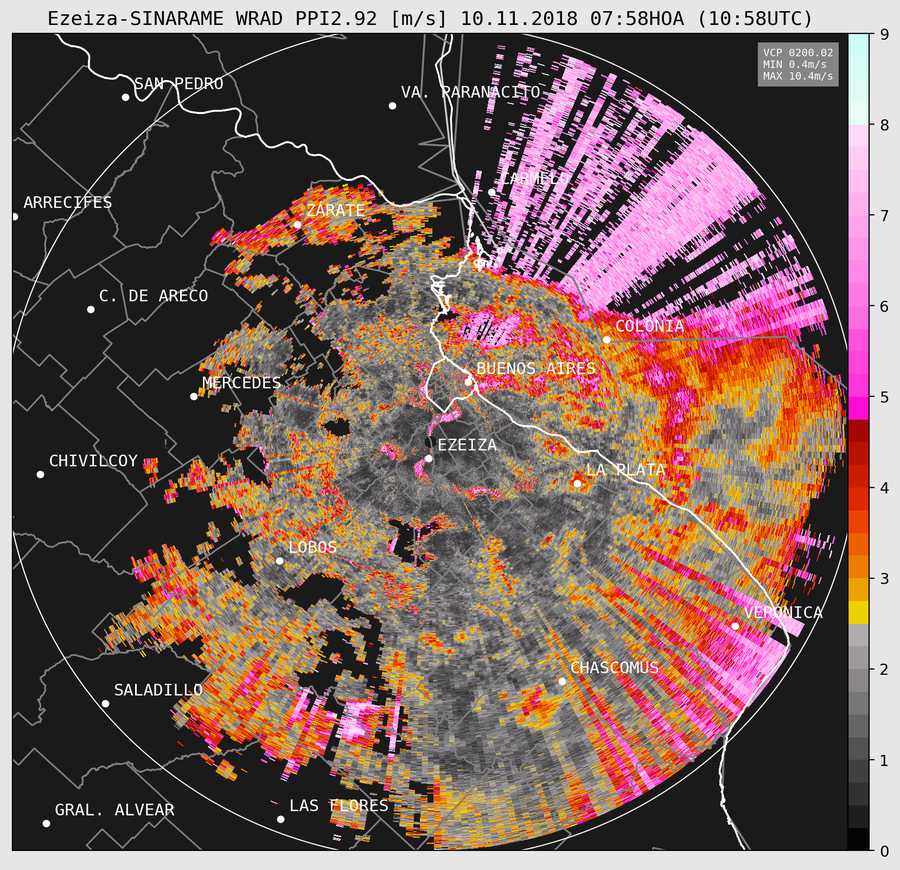 Ezeiza-SINARAME WRAD PPI2.92 [m/s] 10.11.2018 07:58HOA (10:58UTC)
VCP 0200.02
MIN 0.4m/s
MAX 10.4m/s
SAN PEDRO
VA. PARANACITO
CARMELO
ARRECIFES
ZARATE
C. DE ARECO
COLONIA
BUENOS AIRES
MERCEDES
EZEIZA
CHIVILCOY
LA PLATA
LOBOS
VERONICA
CHASCOMUS
SALADILLO
LAS FLORES
GRAL. ALVEAR
9
8
7
6
5
4
3
2
1
0